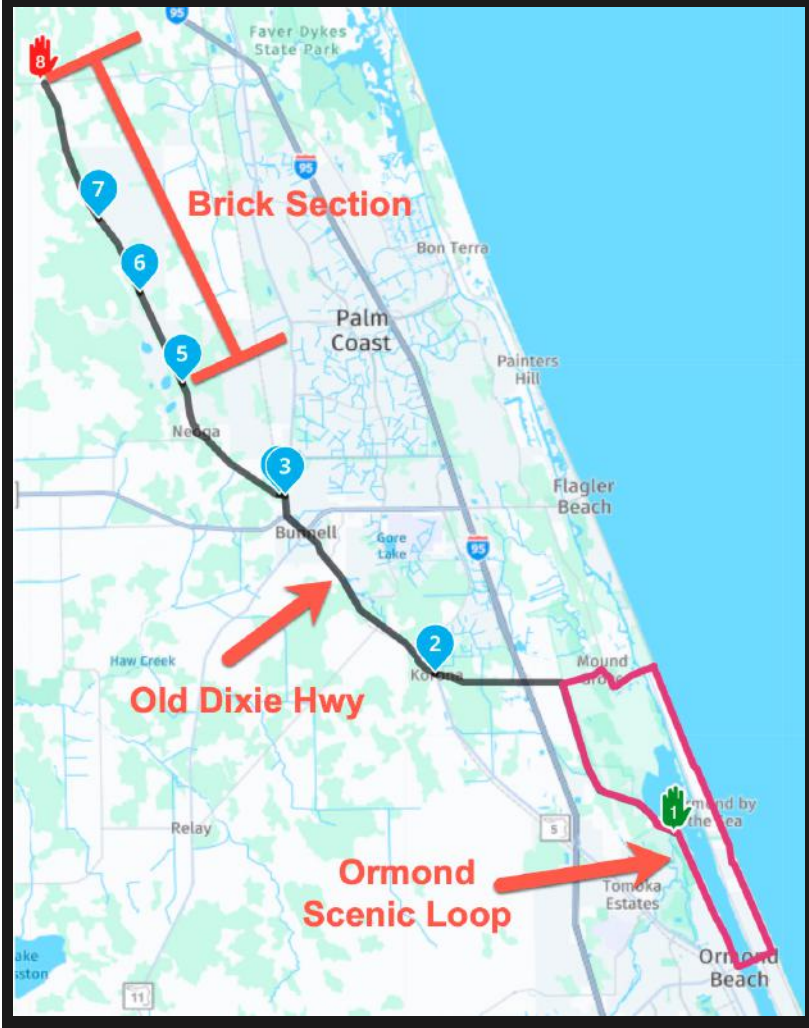 95
Faver Dykes
State Park
8
95
7
Brick Section
Bon Terra
6
Palm
Coast
5
Painters
Hill
Neoga
3
Flagler
Beach
Bunnell
Gore
Lake
95
2
Haw Creek
Mound
Korona
Old Dixie Hwy
1
Ormond by
the Sea
Relay
5
Ormond
Scenic Loop
Tomoka
Estates
Ormond
Beach
11